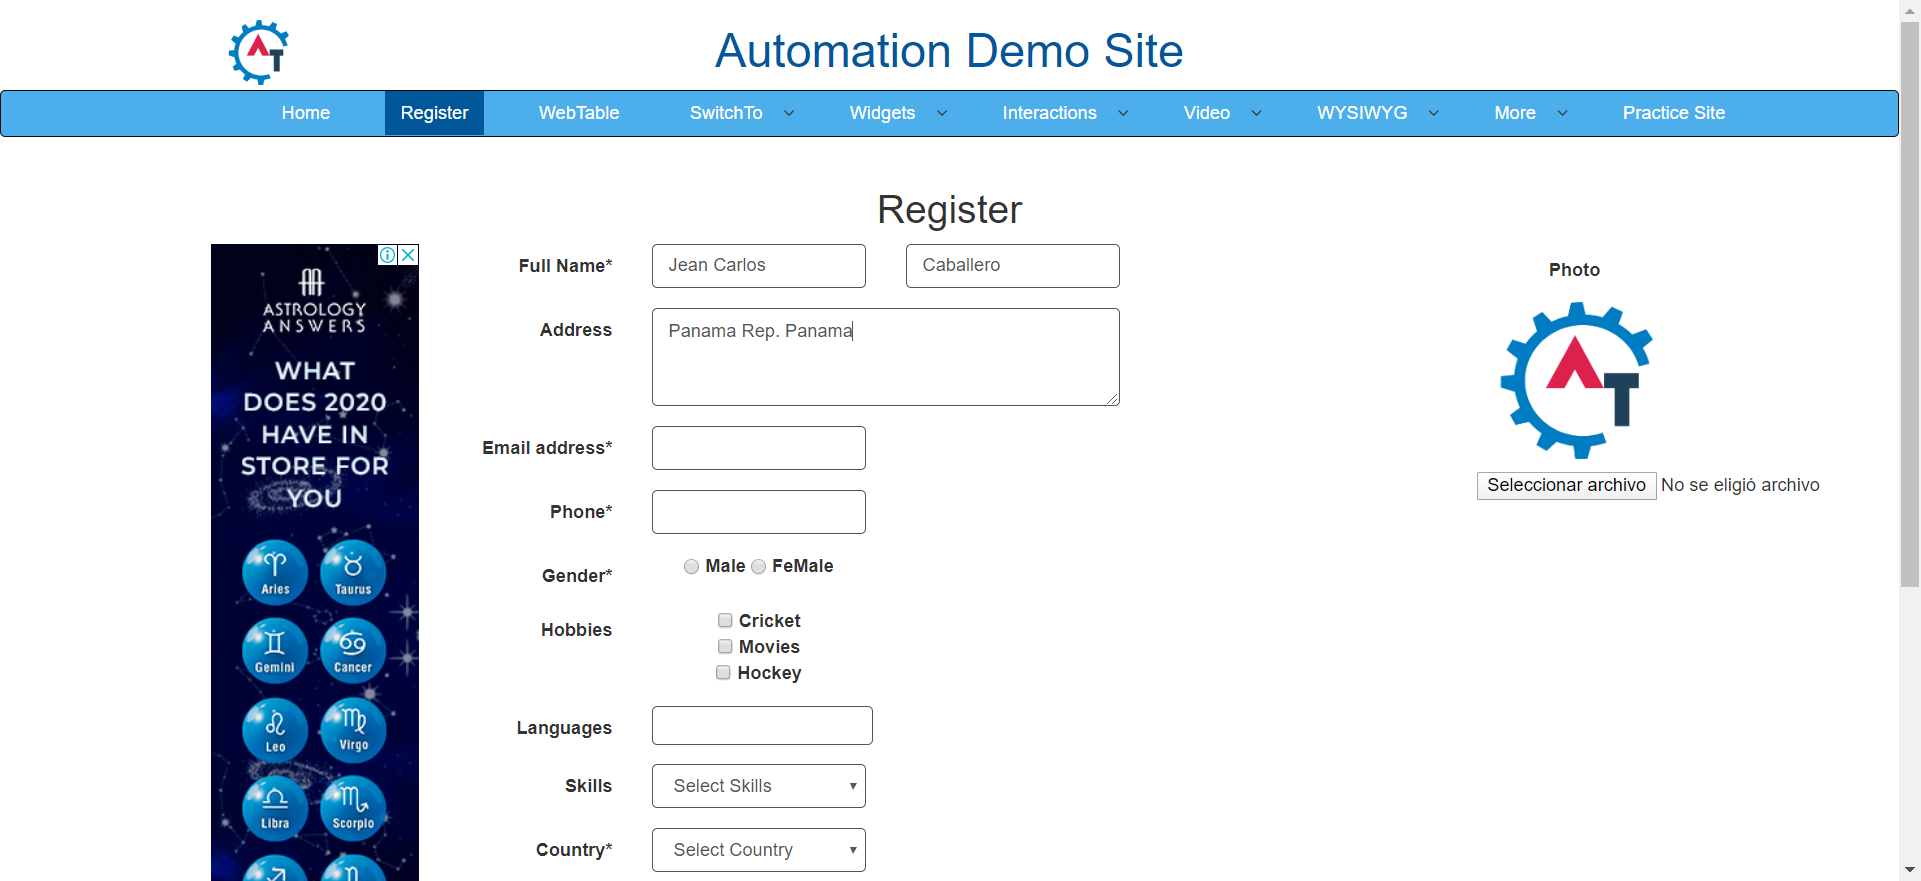 Automation Demo Site
Home Register WebTable SwitchTo Widgets Interactions Video WYSIWYG More Practice Site
Register
ASTROLOGY
ANSWERS
WHAT
DOES 2020
HAVE IN
STORE FOR
YOU
Aries Taurus
Gemini Cancer
Leo Virgo
Libra Scorpio
Full Name* Jean Carlos Caballero
Address Panama Rep. Panama
Email address*
Phone*
Gender* Male FeMale
Hobbies Cricket
Movies
Hockey
Languages
Skills Select Skills
Country* Select Country
Photo
AT
Seleccionar archivo No se eligió archivo